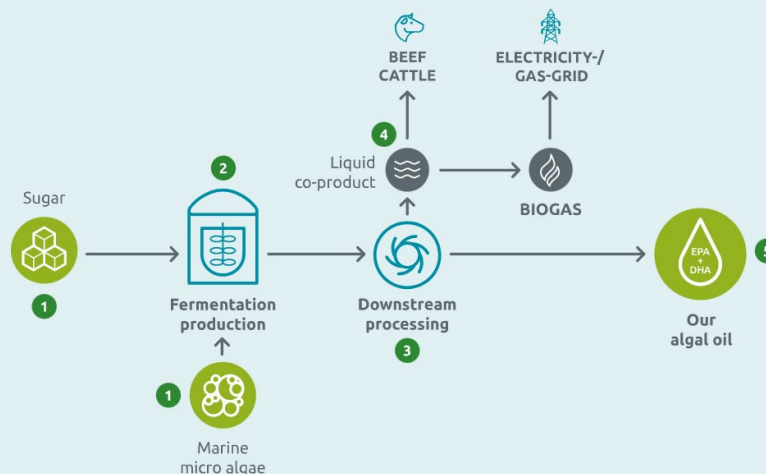 BEEF
CATTLE
ELECTRICITY-/
GAS-GRID
4
Liquid
co-product
BIOGAS
2
Sugar
1
Fermentation
production
Downstream
processing
3
EPA
+
DHA
5
Our
algal oil
1
Marine
micro algae